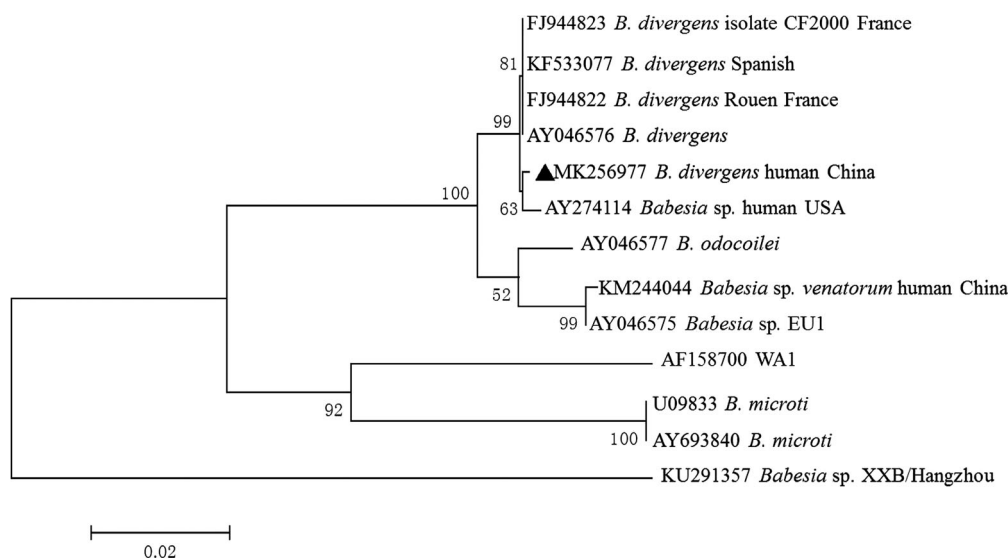 FJ944823 B. divergens isolate CF2000 France
81
KF533077 B. divergens Spanish
FJ944822 B. divergens Rouen France
99
AY046576 B. divergens
MK256977 B. divergens human China
100
63
AY274114 Babesia sp. human USA
AY046577 B. odocoilei
52
KM244044 Babesia sp. venatorum human China
99
AY046575 Babesia sp. EU1
AF158700 WA1
92
U09833 B. microti
100
AY693840 B. microti
KU291357 Babesia sp. XXB/Hangzhou
0.02